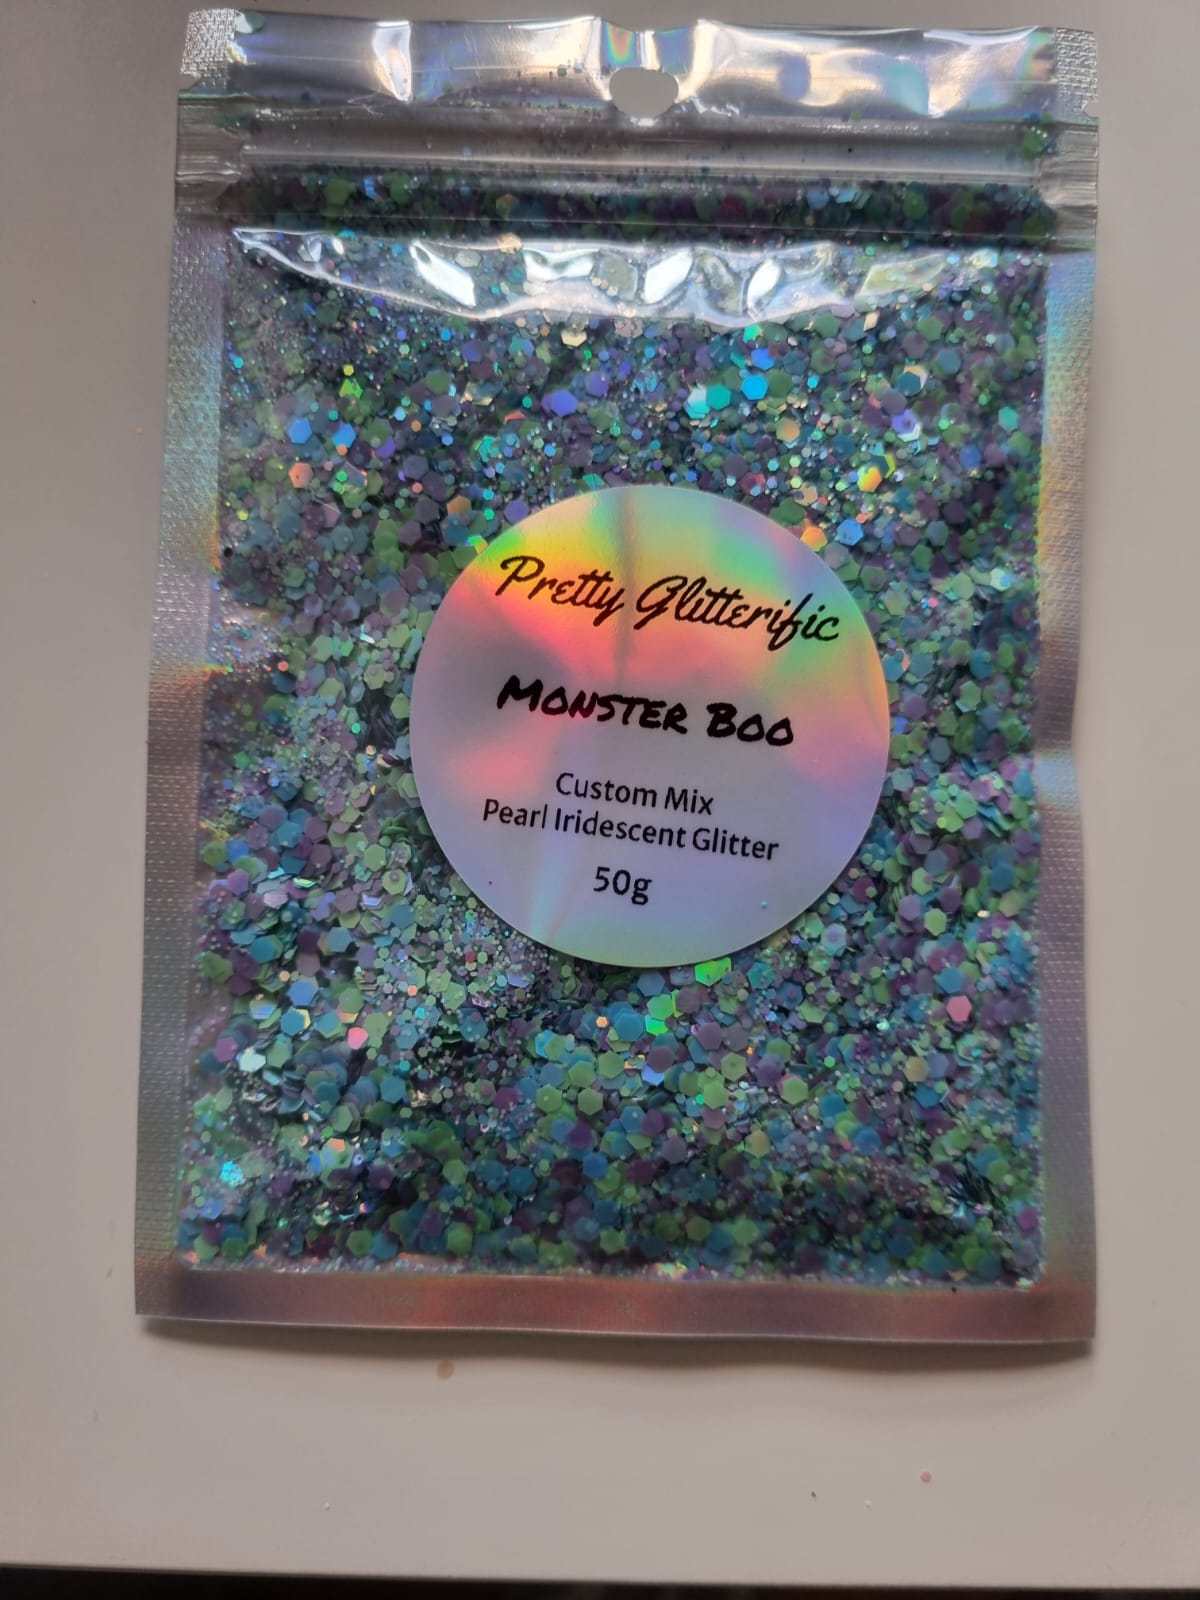 Pretty Glitterific
Monster Boo
Custom Mix
Pearl Iridescent Glitter
50g